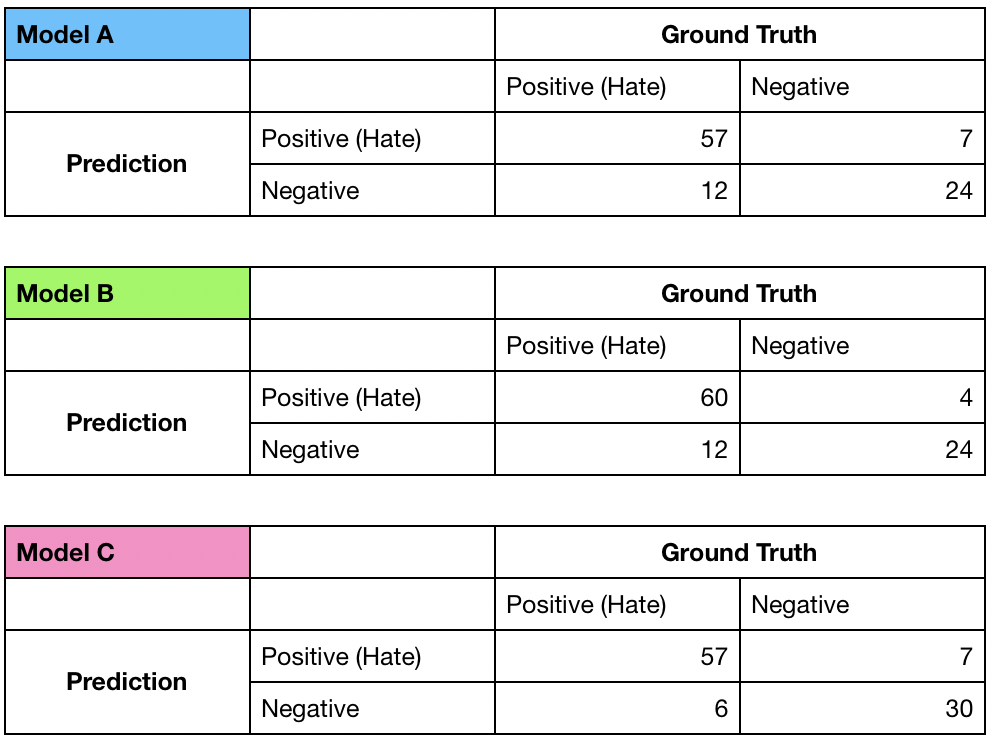 Model A Ground Truth
Positive (Hate) Negative
Prediction Positive (Hate) 57 7
Negative 12 24
Model B Ground Truth
Positive (Hate) Negative
Prediction Positive (Hate) 60 4
Negative 12 24
Model C Ground Truth
Positive (Hate) Negative
Prediction Positive (Hate) 57 7
Negative 6 30